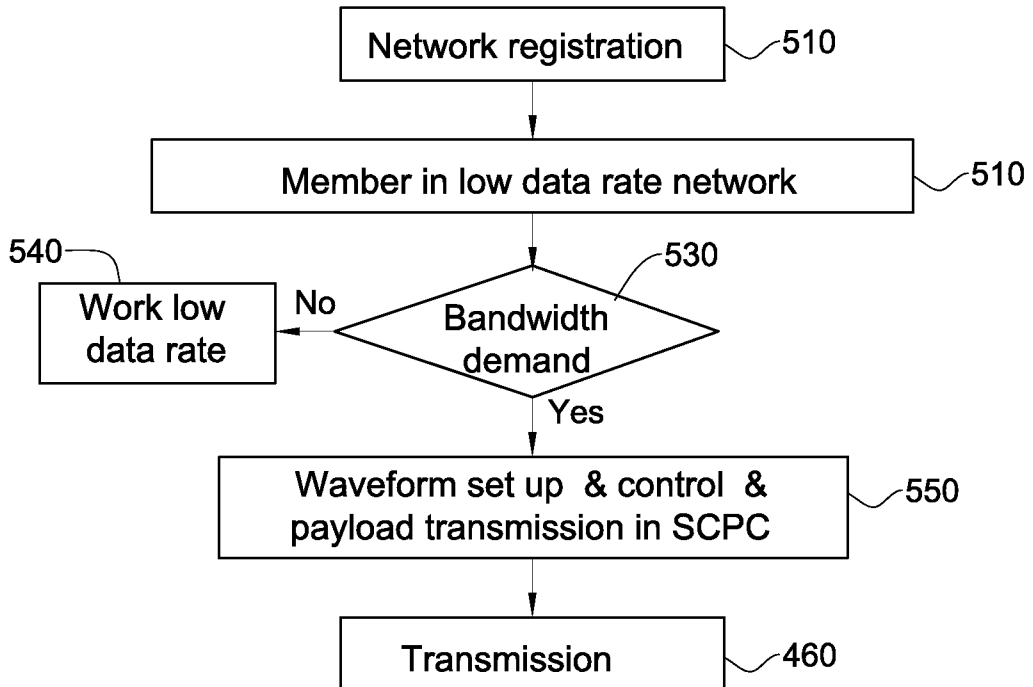 Network registration
510
Member in low data rate network
510
540
530
Work low
data rate
No
Bandwidth
demand
Yes
Waveform set up & control &
payload transmission in SCPC
550
Transmission
460